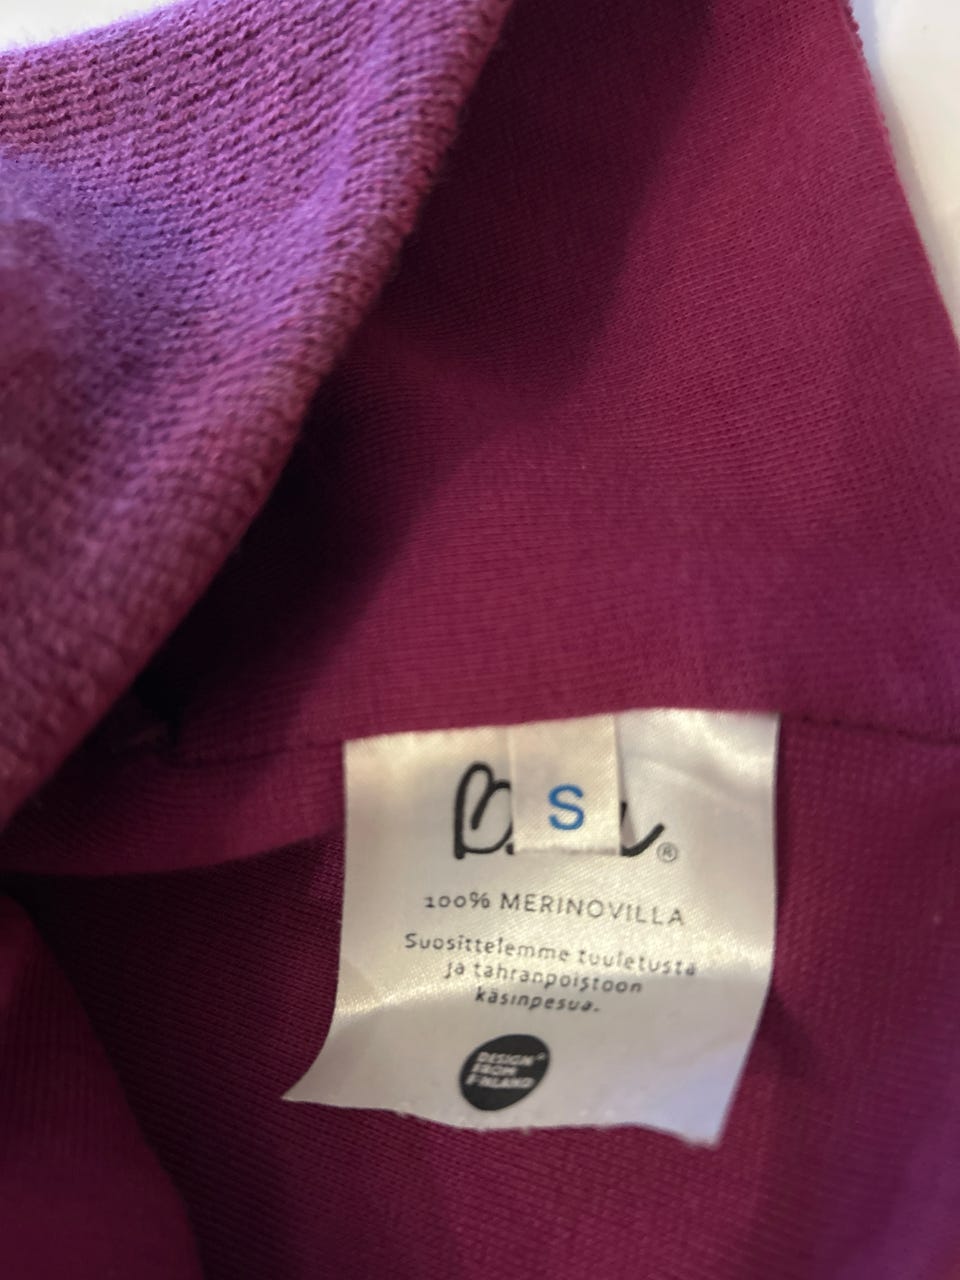 S
®
100% MERINOVILLA
Suosittelemme tuuletusta
ja tahranpoistoon
käsinpesua.
DESIGN
FROM
FINLAND